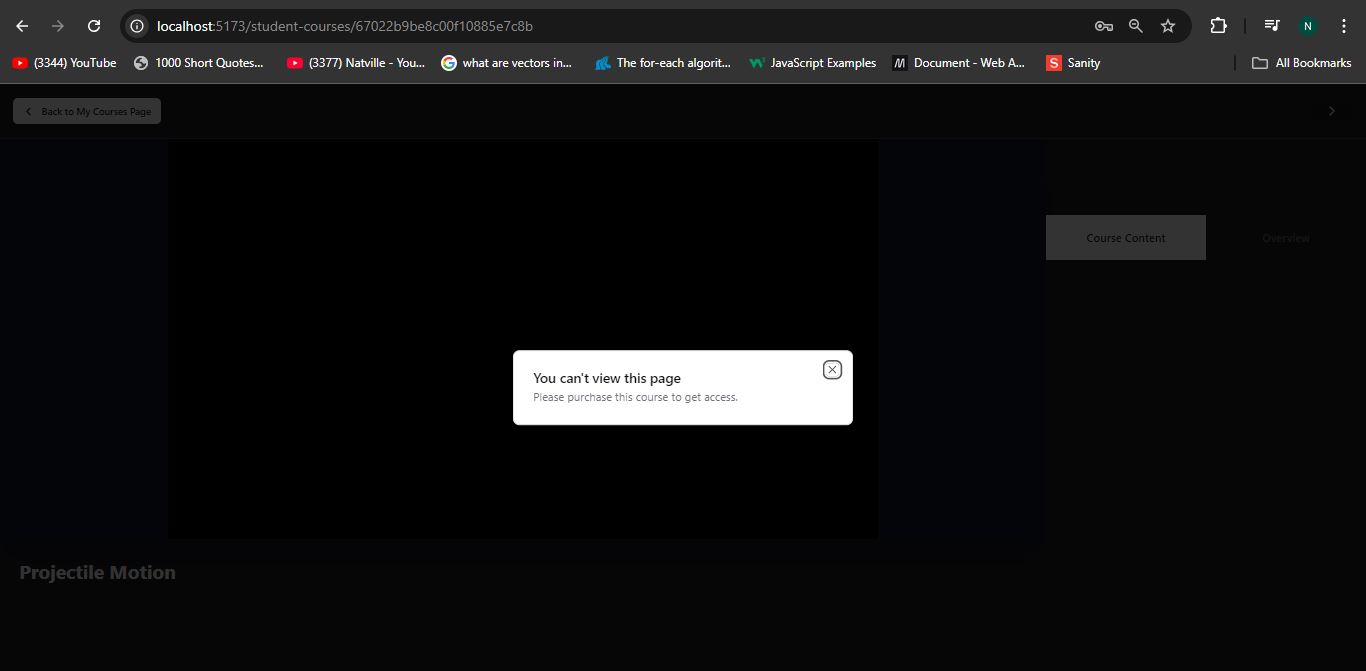 localhost:5173/student-courses/67022b9be8c00f10885e7c8b
N
(3344) YouTube
1000 Short Quotes...
(3377) Natville - You...
what are vectors in...
The for-each algorit...
JavaScript Examples
Document - Web A...
S Sanity
All Bookmarks
Back to My Courses Page
Course Content
Overview
You can't view this page
Please purchase this course to get access.
Projectile Motion